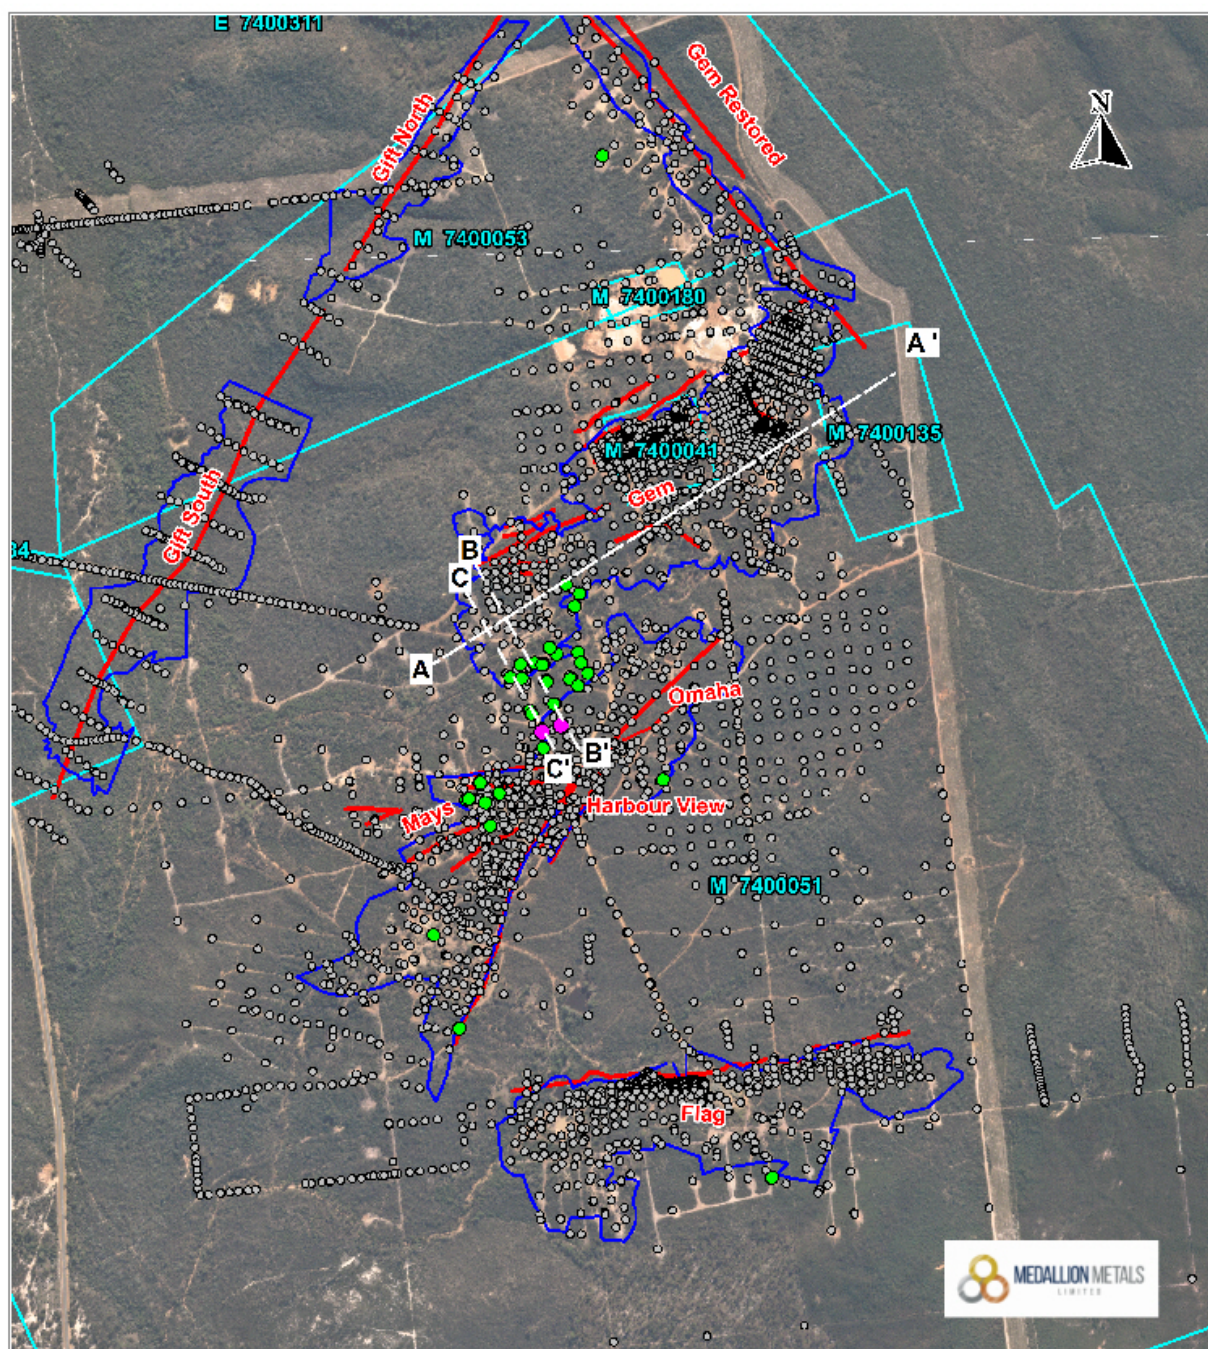 E 7400311
N
Gem Restored
Gift North
M 7400053
M 7400180
A'
M 7400135
M 7400041
Gem
Gift South
B
C
34
A
Omaha
B'
C'
Mays
Harbour View
M 7400051
Flag
MEDALLION METALS
LIMITED